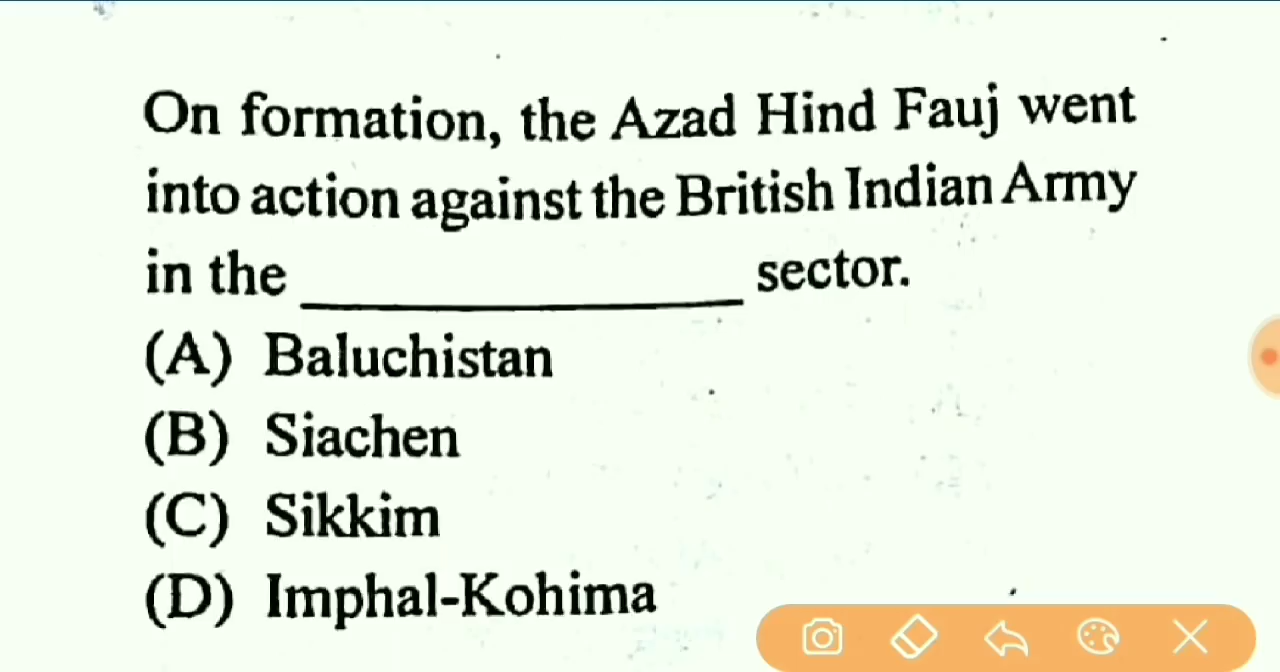 On formation, the Azad Hind Fauj went
into action against the British Indian Army
in the ____________ sector.
(A) Baluchistan
(B) Siachen
(C) Sikkim
(D) Imphal-Kohima